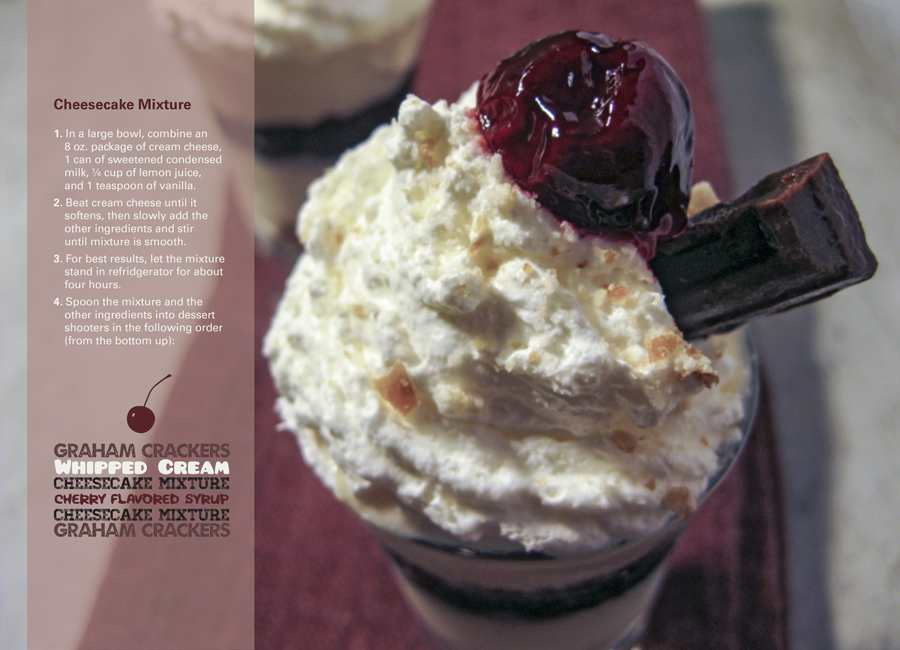 Cheesecake Mixture
1. In a large bowl, combine an
8 oz. package of cream cheese,
1 can of sweetened condensed
milk, ¼ cup of lemon juice,
and 1 teaspoon of vanilla.
2. Beat cream cheese until it
softens, then slowly add the
other ingredients and stir
until mixture is smooth.
3. For best results, let the mixture
stand in refridgerator for about
four hours.
4. Spoon the mixture and the
other ingredients into dessert
shooters in the following order
(from the bottom up):
GRAHAM CRACKERS
WHIPPED CREAM
CHEESECAKE MIXTURE
CHERRY FLAVORED SYRUP
CHEESECAKE MIXTURE
GRAHAM CRACKERS